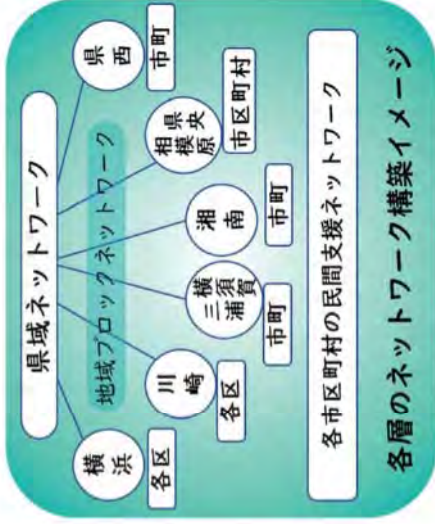 県域ネットワーク
地域ブロックネットワーク
横
浜
各区
川
崎
各区
横
須
三
浦
賀
市町
湘
南
市町
県
相
模
央
原
市区町村
県
西
市町
各市区町村の民間支援ネットワーク
各層のネットワーク構築イメージ